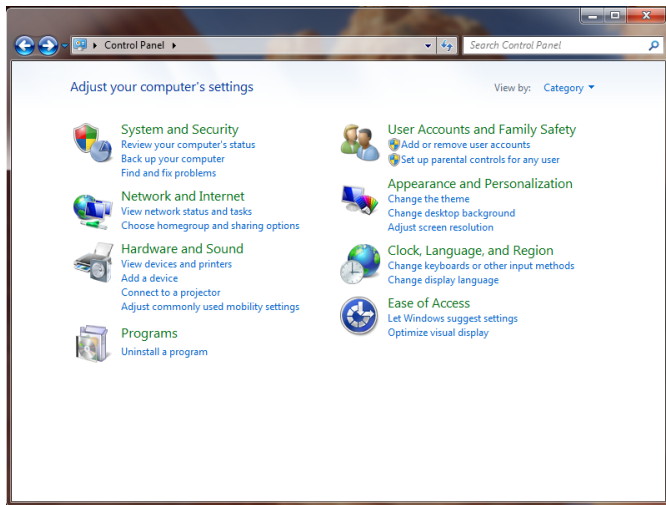 Control Panel
Search Control Panel
Adjust your computer's settings
View by: Category
System and Security
Review your computer's status
Back up your computer
Find and fix problems
Network and Internet
View network status and tasks
Choose homegroup and sharing options
Hardware and Sound
View devices and printers
Add a device
Connect to a projector
Adjust commonly used mobility settings
Programs
Uninstall a program
User Accounts and Family Safety
Add or remove user accounts
Set up parental controls for any user
Appearance and Personalization
Change the theme
Change desktop background
Adjust screen resolution
Clock, Language, and Region
Change keyboards or other input methods
Change display language
Ease of Access
Let Windows suggest settings
Optimize visual display